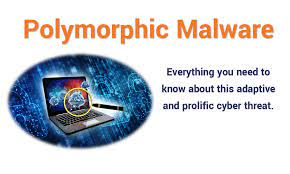 Polymorphic Malware
Everything you need to
know about this adaptive
and prolific cyber threat.